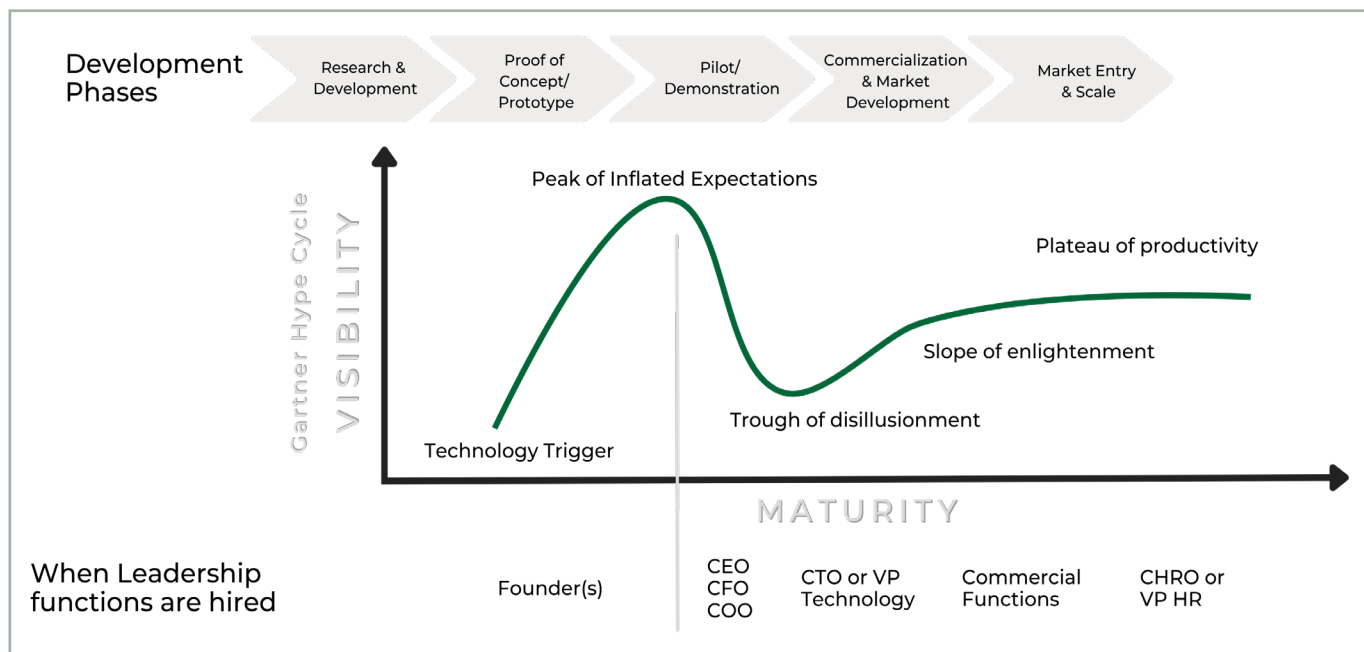 Development
Phases
Research &
Development
Proof of
Concept/
Prototype
Pilot/
Demonstration
Commercialization
& Market
Development
Market Entry
& Scale
Gartner Hype Cycle
VISIBILITY
Peak of Inflated Expectations
Plateau of productivity
Slope of enlightenment
Trough of disillusionment
Technology Trigger
MATURITY
When Leadership
functions are hired
Founder(s)
CEO
CFO
COO
CTO or VP
Technology
Commercial
Functions
CHRO or
VP HR